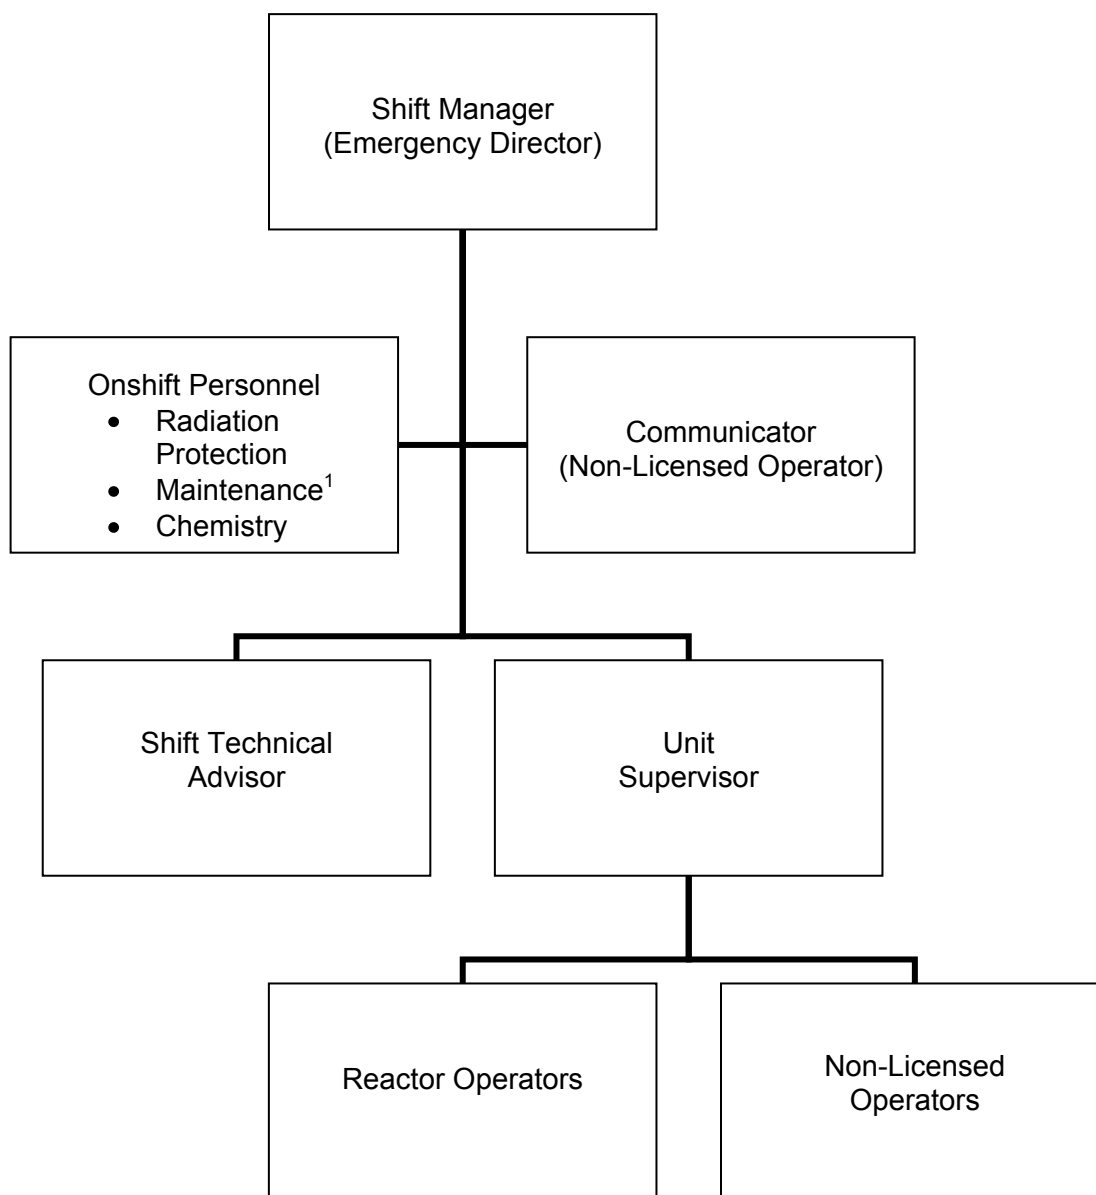 Shift Manager
(Emergency Director)
Onshift Personnel
• Radiation
Protection
• Maintenance¹
• Chemistry
Communicator
(Non-Licensed Operator)
Shift Technical
Advisor
Unit
Supervisor
Reactor Operators
Non-Licensed
Operators